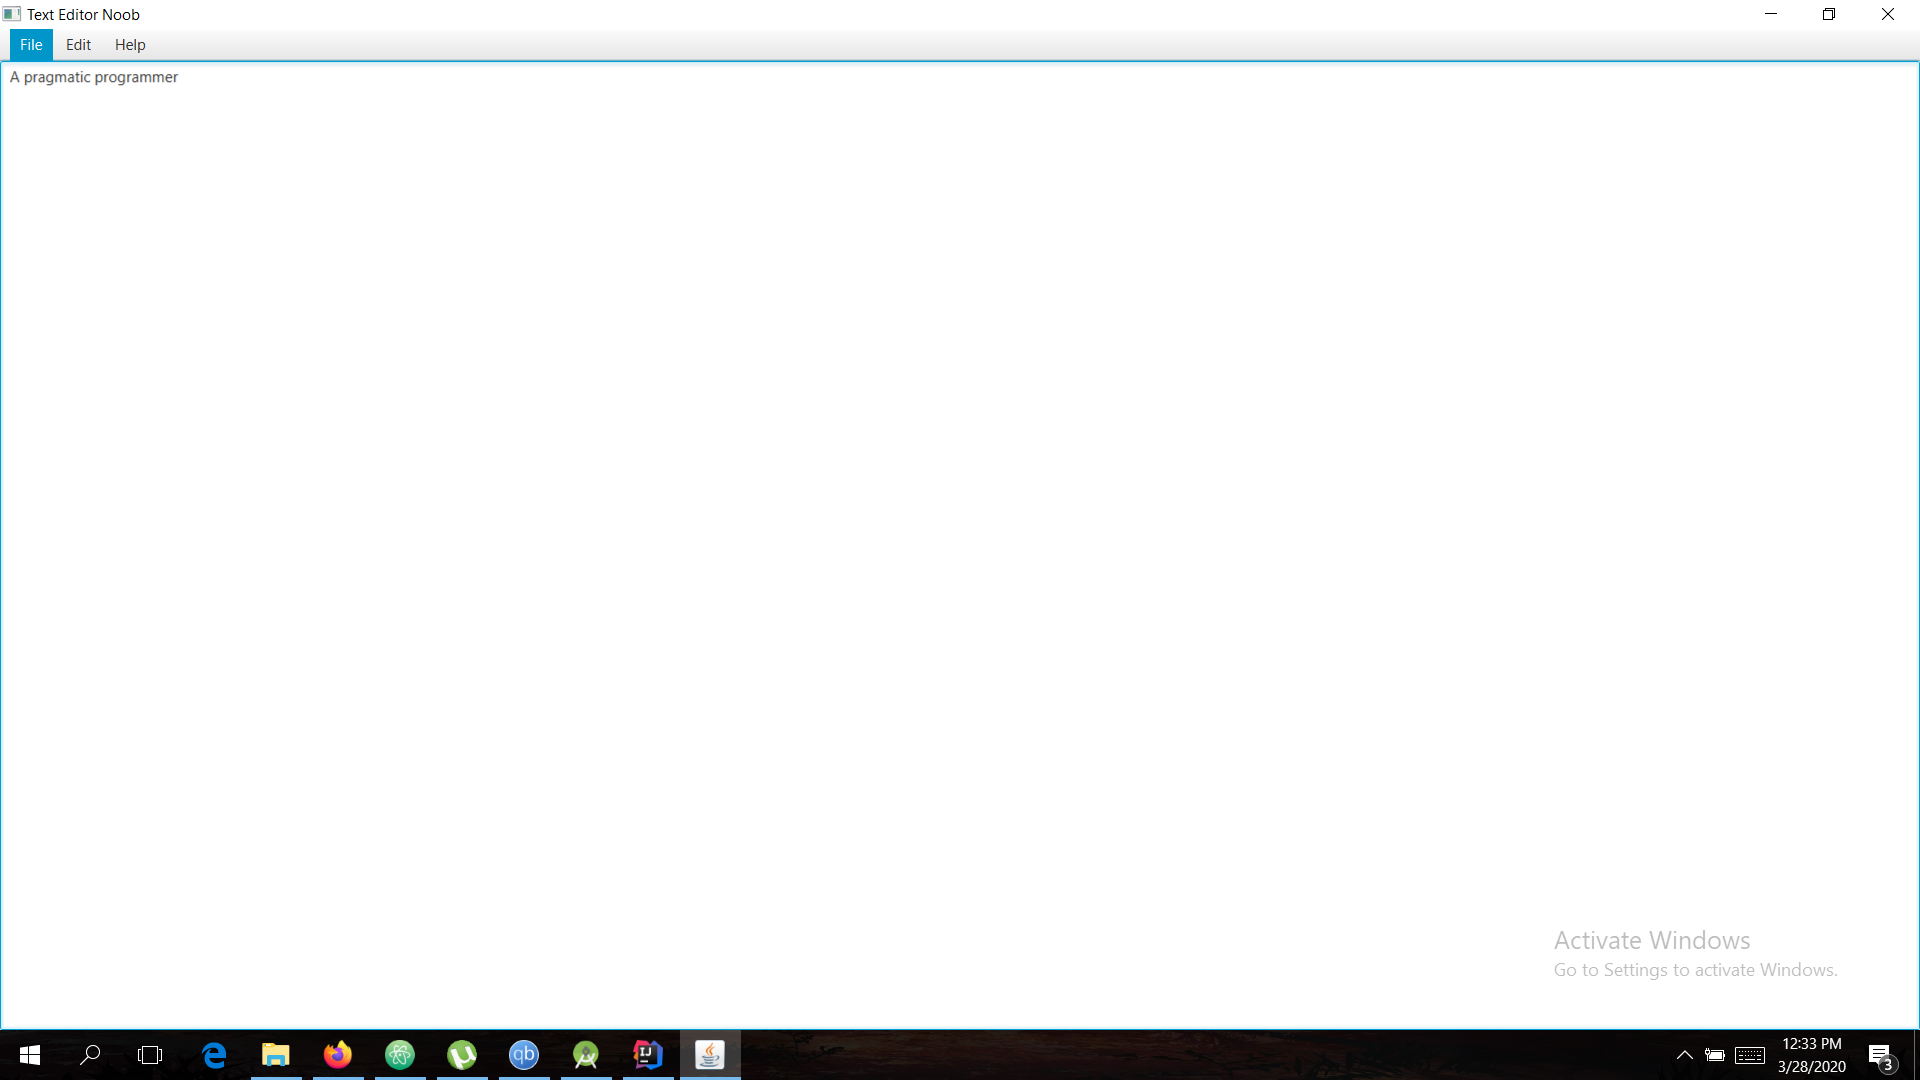 Text Editor Noob
File Edit Help
A pragmatic programmer
Activate Windows
Go to Settings to activate Windows.
qb
IJ
12:33 PM
3/28/2020
3